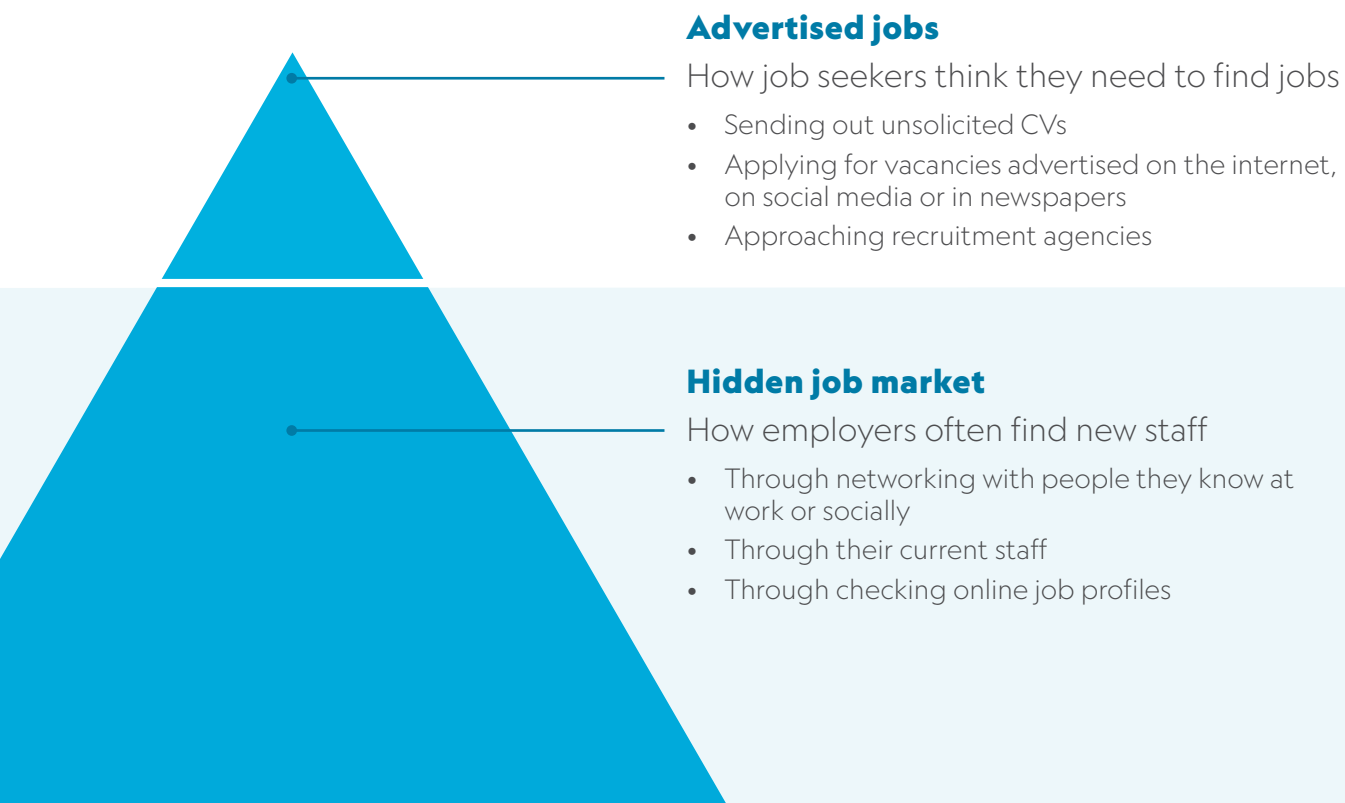 Advertised jobs
How job seekers think they need to find jobs
• Sending out unsolicited CVs
• Applying for vacancies advertised on the internet,
on social media or in newspapers
• Approaching recruitment agencies
Hidden job market
How employers often find new staff
• Through networking with people they know at
work or socially
• Through their current staff
• Through checking online job profiles